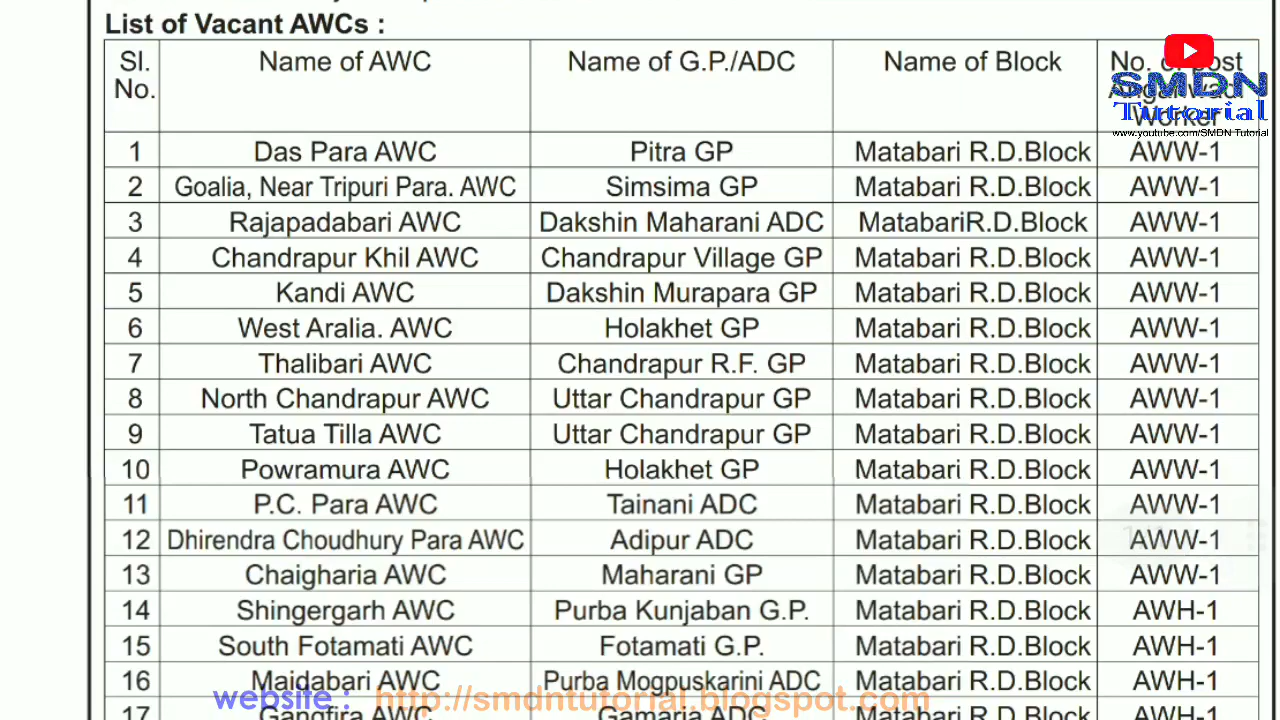 List of Vacant AWCs :
Sl. No. Name of AWC Name of G.P./ADC Name of Block No. of post Worker
SMDN
Tutorial
www.youtube.com/SMDN Tutorial
1 Das Para AWC Pitra GP Matabari R.D.Block AWW-1
2 Goalia, Near Tripuri Para. AWC Simsima GP Matabari R.D.Block AWW-1
3 Rajapadabari AWC Dakshin Maharani ADC MatabariR.D.Block AWW-1
4 Chandrapur Khil AWC Chandrapur Village GP Matabari R.D.Block AWW-1
5 Kandi AWC Dakshin Murapara GP Matabari R.D.Block AWW-1
6 West Aralia. AWC Holakhet GP Matabari R.D.Block AWW-1
7 Thalibari AWC Chandrapur R.F. GP Matabari R.D.Block AWW-1
8 North Chandrapur AWC Uttar Chandrapur GP Matabari R.D.Block AWW-1
9 Tatua Tilla AWC Uttar Chandrapur GP Matabari R.D.Block AWW-1
10 Powramura AWC Holakhet GP Matabari R.D.Block AWW-1
11 P.C. Para AWC Tainani ADC Matabari R.D.Block AWW-1
12 Dhirendra Choudhury Para AWC Adipur ADC Matabari R.D.Block AWW-1
13 Chaigharia AWC Maharani GP Matabari R.D.Block AWW-1
14 Shingergarh AWC Purba Kunjaban G.P. Matabari R.D.Block AWH-1
15 South Fotamati AWC Fotamati G.P. Matabari R.D.Block AWH-1
16 Maidabari AWC Purba Mogpuskarini ADC Matabari R.D.Block AWH-1
website : http://smdntutorial.blogspot.com
17 AWC Gamaria ADC Matabari R.D.Block AWH-1